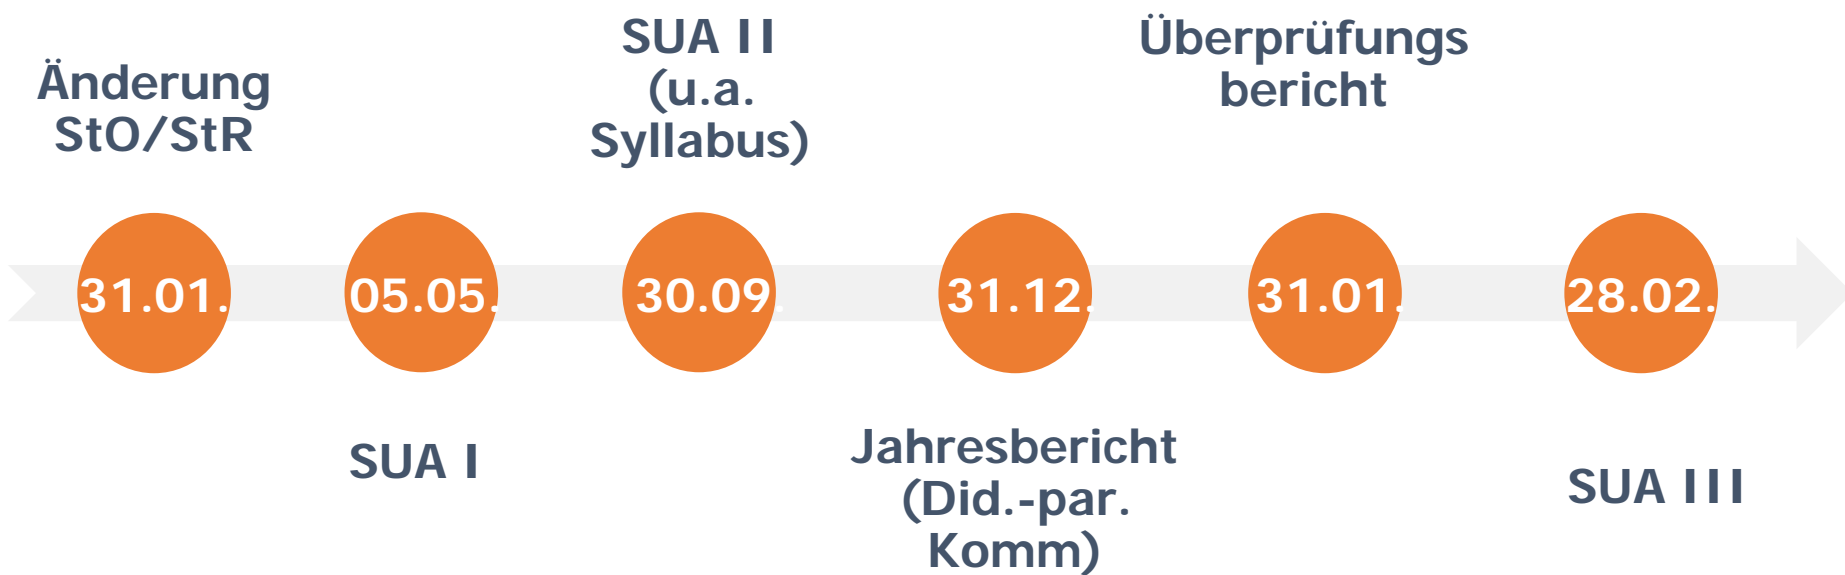 Änderung
StO/StR
SUA II
(u.a.
Syllabus)
Überprüfungs
bericht
31.01.
05.05.
30.09.
31.12.
31.01.
28.02.
SUA I
Jahresbericht
(Did.-par.
Komm)
SUA III